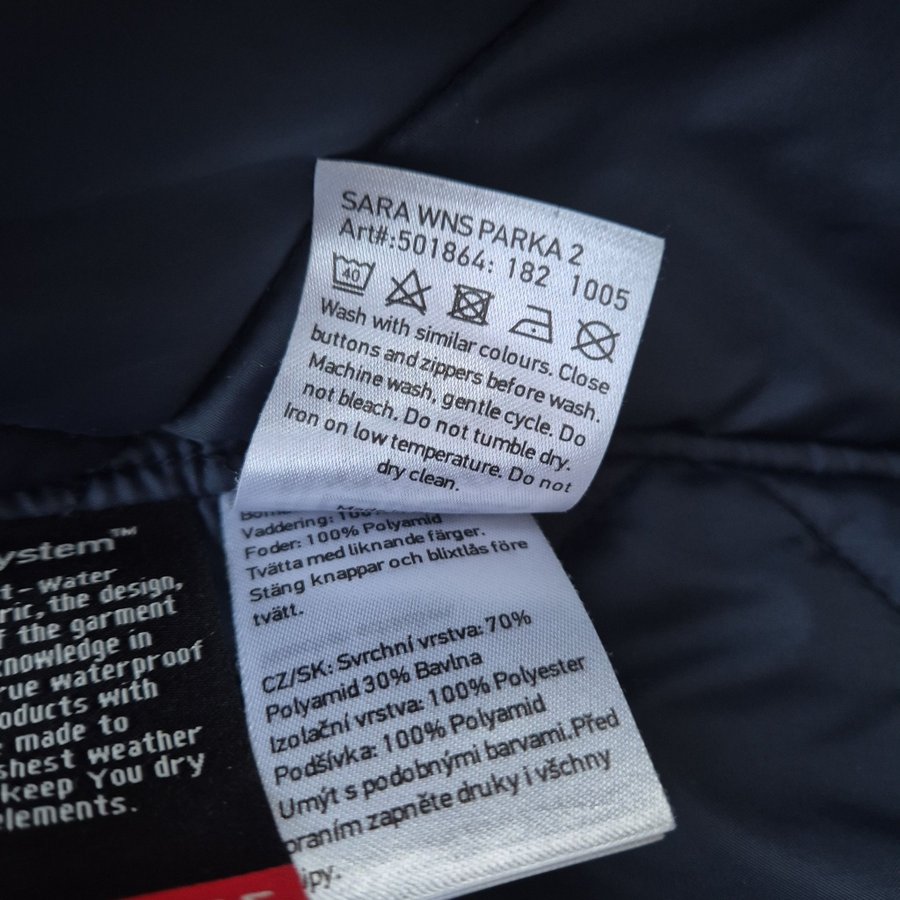 SARA WNS PARKA 2
Art#:501864: 182 1005
40
Wash with similar colours. Close
buttons and zippers before wash.
Machine wash, gentle cycle. Do
not bleach. Do not tumble dry.
Iron on low temperature. Do not
dry clean.
Vaddering: 100%
Foder: 100% Polyamid
Tvätta med liknande färger.
Stäng knappar och blixtlås före
tvätt.
CZ/SK: Svrchní vrstva: 70%
Polyamid 30% Bavlna
Izolační vrstva: 100% Polyester
Podšívka: 100% Polyamid
Umýt s podobnými barvami.Před
praním zapněte druky i všchny
ipy.
ystem™
t - Water
ric, the design,
f the garment
knowledge in
rue waterproof
oducts with
made to
shest weather
keep You dry
elements.